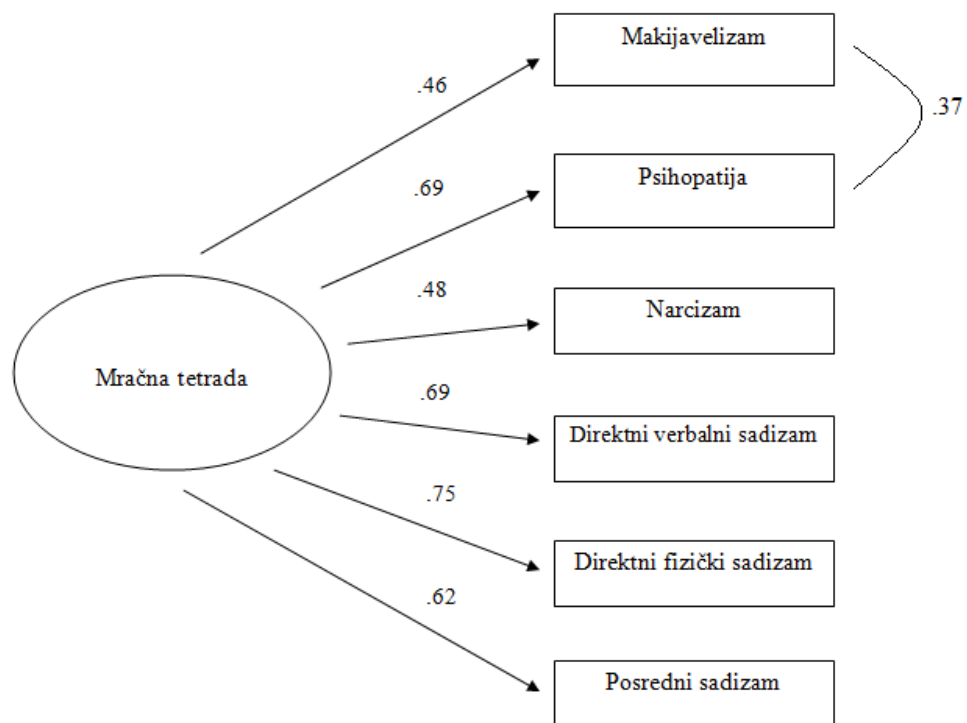 Makijavelizam
.46
.37
Psihopatija
.69
.48
Narcizam
Mračna tetrada
.69
Direktni verbalni sadizam
.75
Direktni fizički sadizam
.62
Posredni sadizam